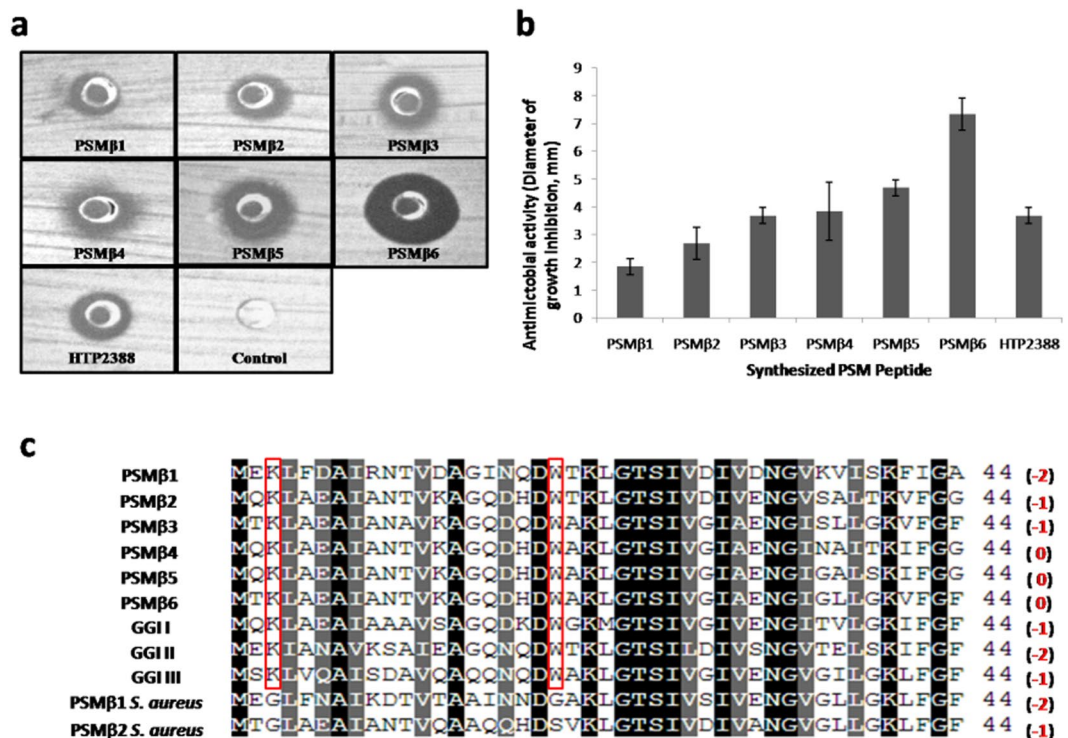 a
PSMβ1 PSMβ2 PSMβ3
PSMβ4 PSMβ5 PSMβ6
HTP2388 Control
b
Antimictobial activity (Diameter of
growth Inhibition, mm)
9
8
7
6
5
4
3
2
1
0
PSMβ1 PSMβ2 PSMβ3 PSMβ4 PSMβ5 PSMβ6 HTP2388
Synthesized PSM Peptide
c
PSMβ1 MEKLFDAIRNTVDAGINQDWTKLGTSIVDIVDNGVKVISKFIGA 44 (-2)
PSMβ2 MQKLAEAIANTVKAGQDHDWTKLGTSIVDIVENGVSALTKVFGG 44 (-1)
PSMβ3 MTKLAEAIANAVKAGQDQDWAKLGTSIVGIAENGISLLGKVFGF 44 (-1)
PSMβ4 MQKLAEAIANTVKAGQDHDWAKLGTSIVGIAENGINAITKIFGG 44 (0)
PSMβ5 MQKLAEAIANTVKAGQDHDWAKLGTSIVGIAENGIGALSKIFGG 44 (0)
PSMβ6 MTKLAEAIANTVKAGQDHDWAKLGTSIVGIAENGIGLLGKVFGF 44 (0)
GGI I MQKLAEAIAAAVSAGQDKDWGKMGTSIVGIVENGITVLGKIFGF 44 (-1)
GGI II MEKIANAVKSAIEAGQNQDWTKLGTSILDIVSNGVTELSKIFGF 44 (-2)
GGI III MSKLVQAISDAVQAQQNQDWAKLGTSIVGIVENGVGILGKLFGF 44 (-1)
PSMβ1 S. aureus MEGLFNAIKDTVTAAINNDGAKLGTSIVSIVENGVGLLGKLFGF 44 (-2)
PSMβ2 S. aureus MTGLAEAIANTVQAAQQHDSVKLGTSIVDIVANGVGLLGKLFGF 44 (-1)